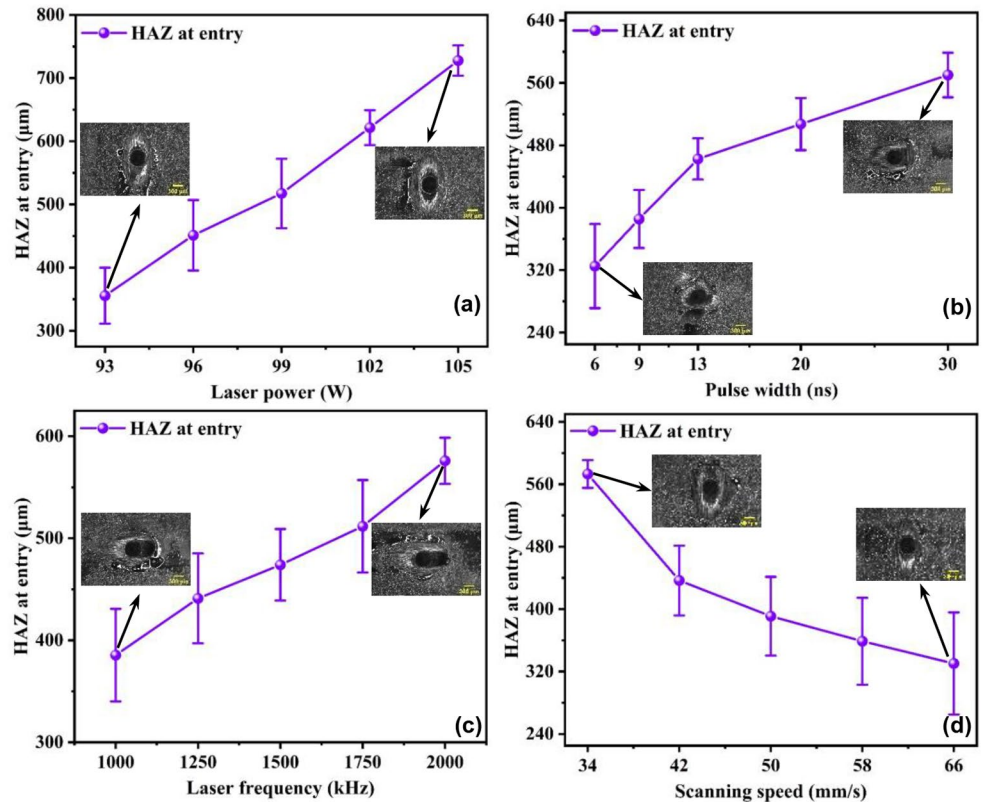 HAZ at entry
800
700
600
500
400
300
HAZ at entry (μm)
93 96 99 102 105
Laser power (W)
(a)
HAZ at entry
640
560
480
400
320
240
HAZ at entry (μm)
6 9 13 20 30
Pulse width (ns)
(b)
HAZ at entry
600
500
400
300
HAZ at entry (μm)
1000 1250 1500 1750 2000
Laser frequency (kHz)
(c)
HAZ at entry
640
560
480
400
320
240
HAZ at entry (μm)
34 42 50 58 66
Scanning speed (mm/s)
(d)